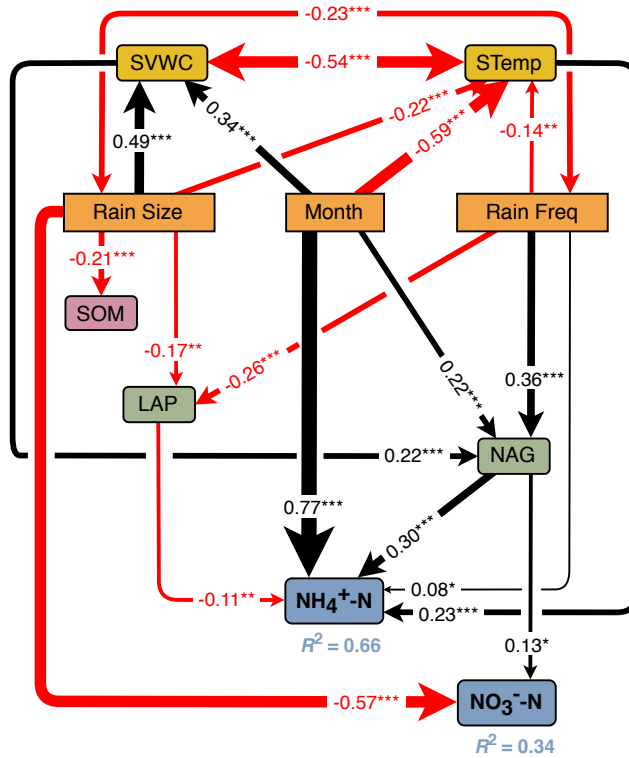 -0.23***
SVWC
-0.54***
STemp
0.49***
0.34***
-0.22***
-0.59***
-0.14**
Rain Size
Month
Rain Freq
-0.21***
SOM
-0.17**
-0.26***
0.22***
0.36***
LAP
0.22***
NAG
0.77***
0.30***
-0.11**
NH₄⁺-N
0.08*
0.23***
R² = 0.66
0.13*
-0.57***
NO₃⁻-N
R² = 0.34